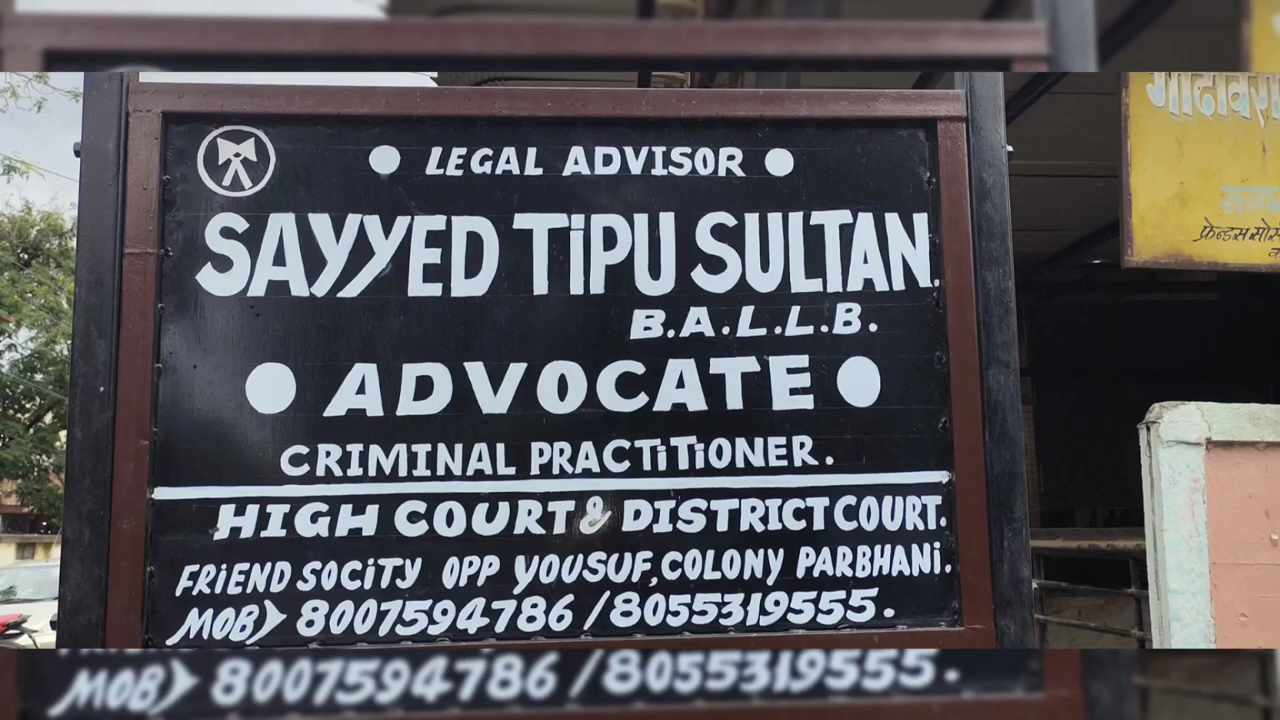 LEGAL ADVISOR
SAYYED TiPU SULTAN.
B.A.L.L.B.
ADVOCATE
CRIMINAL PRACTiTiONER.
HIGH COURT & DISTRICT COURT.
FRiEND SOCiTY OPP YOUSUF, COLONY PARBHANi.
MOB> 8007594786 / 8055319555.
MOB> 8007594786 / 8055319555.